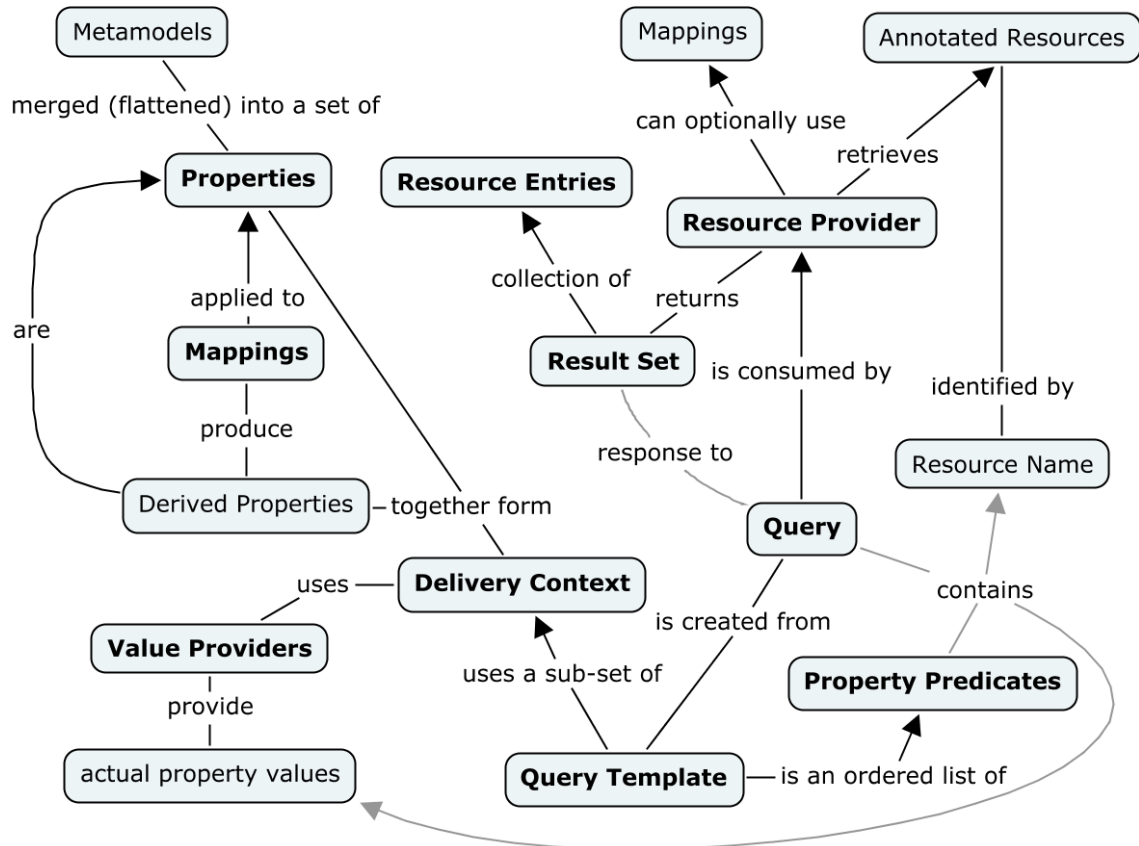 Metamodels
Mappings
Annotated Resources
merged (flattened) into a set of
can optionally use
retrieves
Properties
Resource Entries
Resource Provider
applied to
collection of
returns
are
Mappings
Result Set
is consumed by
identified by
produce
response to
Resource Name
Derived Properties
together form
Query
uses
Delivery Context
contains
is created from
Value Providers
uses a sub-set of
Property Predicates
provide
actual property values
Query Template
is an ordered list of